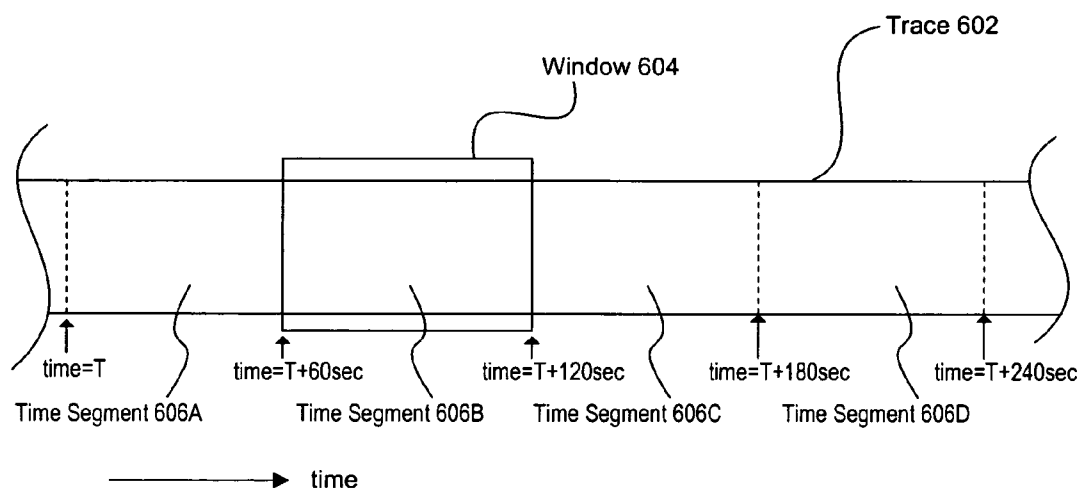 Trace 602
Window 604
time=T
time=T+60sec
time=T+120sec
time=T+180sec
time=T+240sec
Time Segment 606A
Time Segment 606B
Time Segment 606C
Time Segment 606D
time